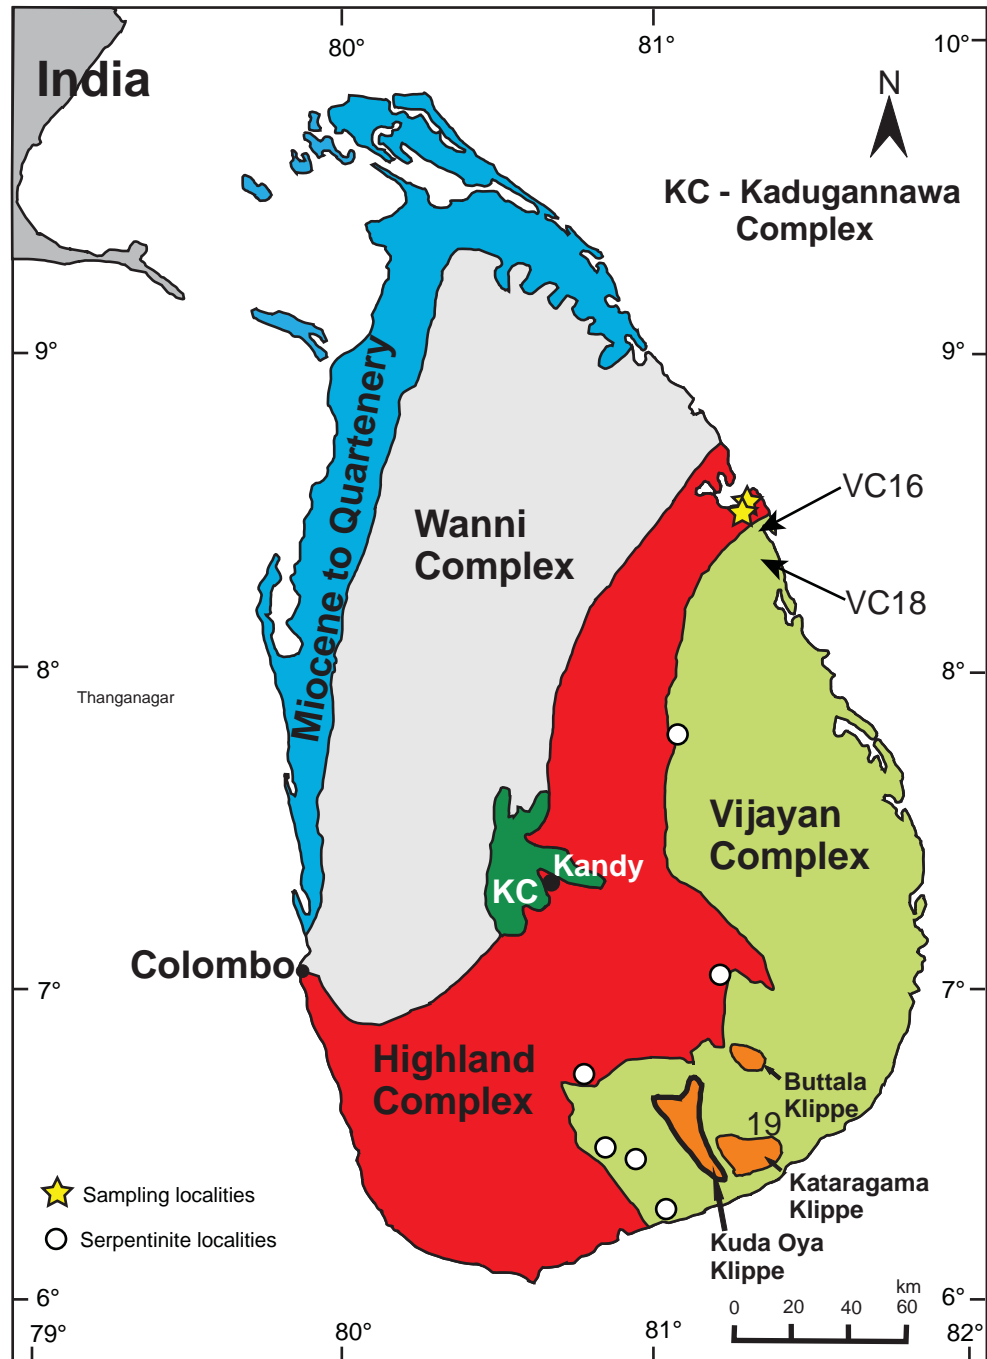 80°
81°
10°
India
N
KC - Kadugannawa
Complex
9°
9°
Miocene to Quartenery
VC16
Wanni
Complex
VC18
8°
8°
Thanganagar
Vijayan
Complex
Kandy
KC
Colombo
7°
7°
Highland
Complex
Buttala
Klippe
19
Kataragama
Klippe
Sampling localities
Serpentinite localities
Kuda Oya
Klippe
km
0 20 40 60
6°
6°
79°
80°
81°
82°